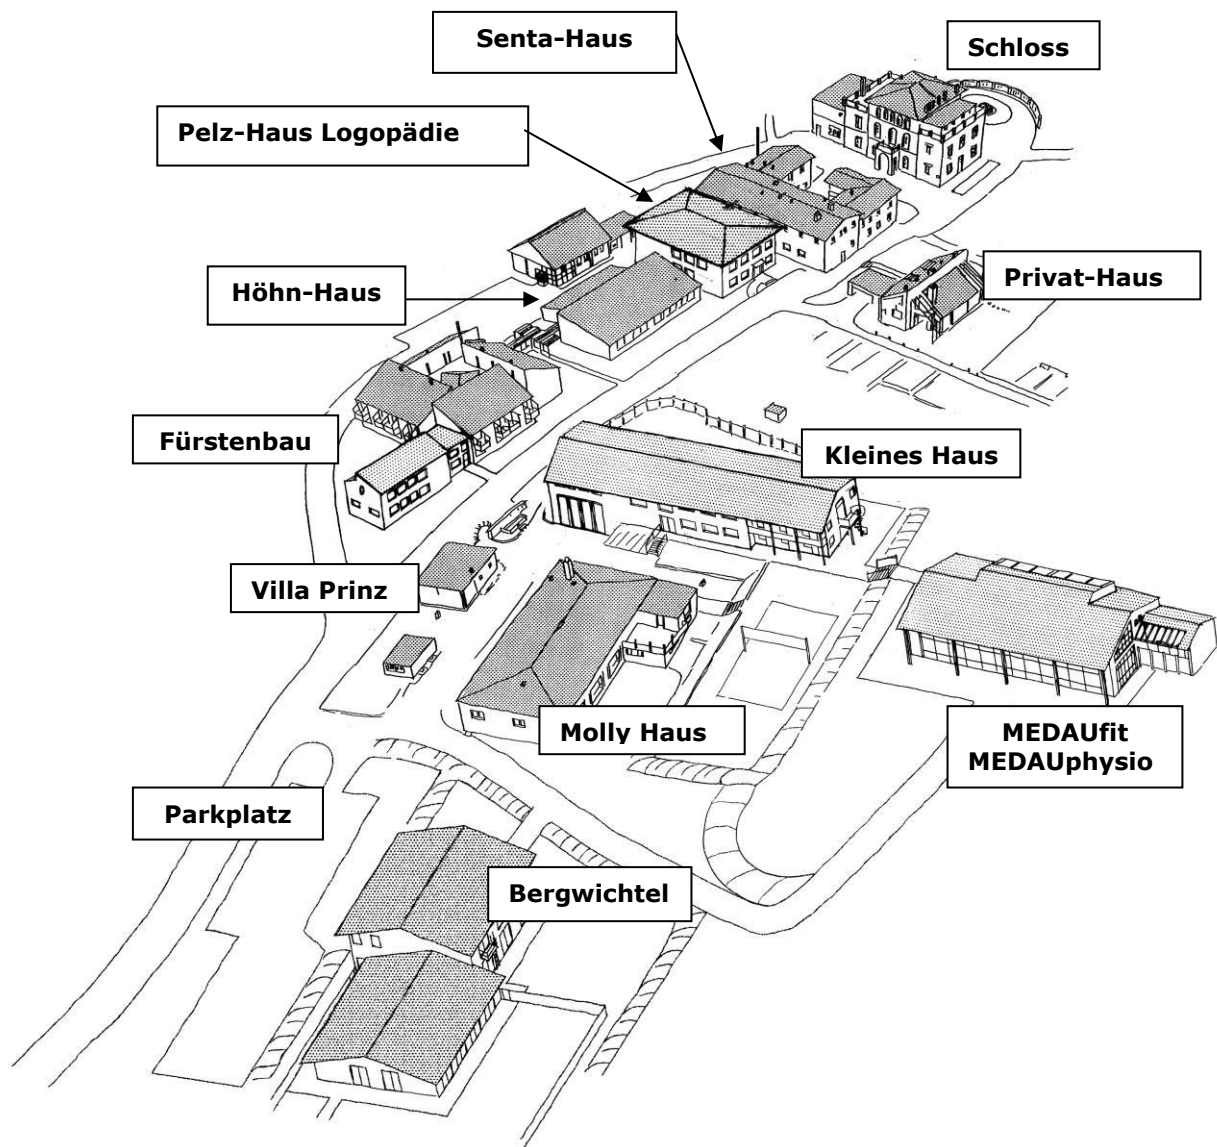 Senta-Haus
Schloss
Pelz-Haus Logopädie
Höhn-Haus
Privat-Haus
Fürstenbau
Kleines Haus
Villa Prinz
Molly Haus
MEDAUfit
MEDAUphysio
Parkplatz
Bergwichtel